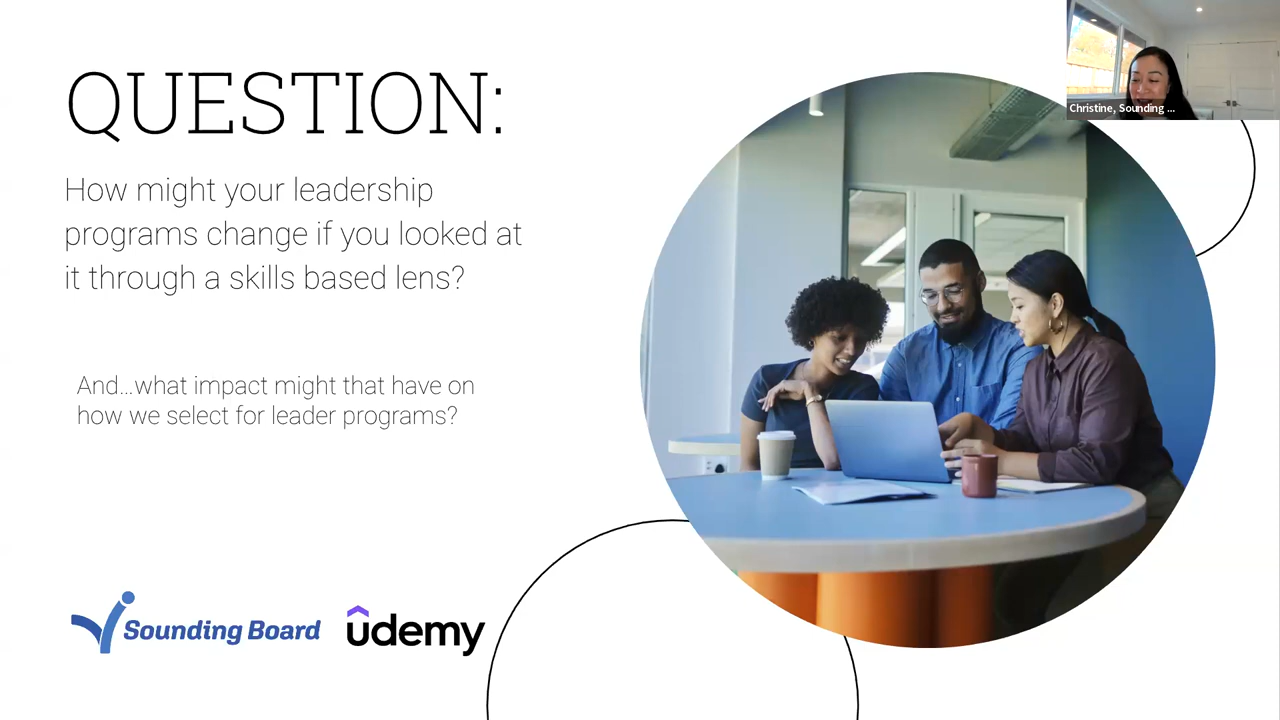 QUESTION:
How might your leadership
programs change if you looked at
it through a skills based lens?
And...what impact might that have on
how we select for leader programs?
Sounding Board
udemy
Christine, Sounding ...